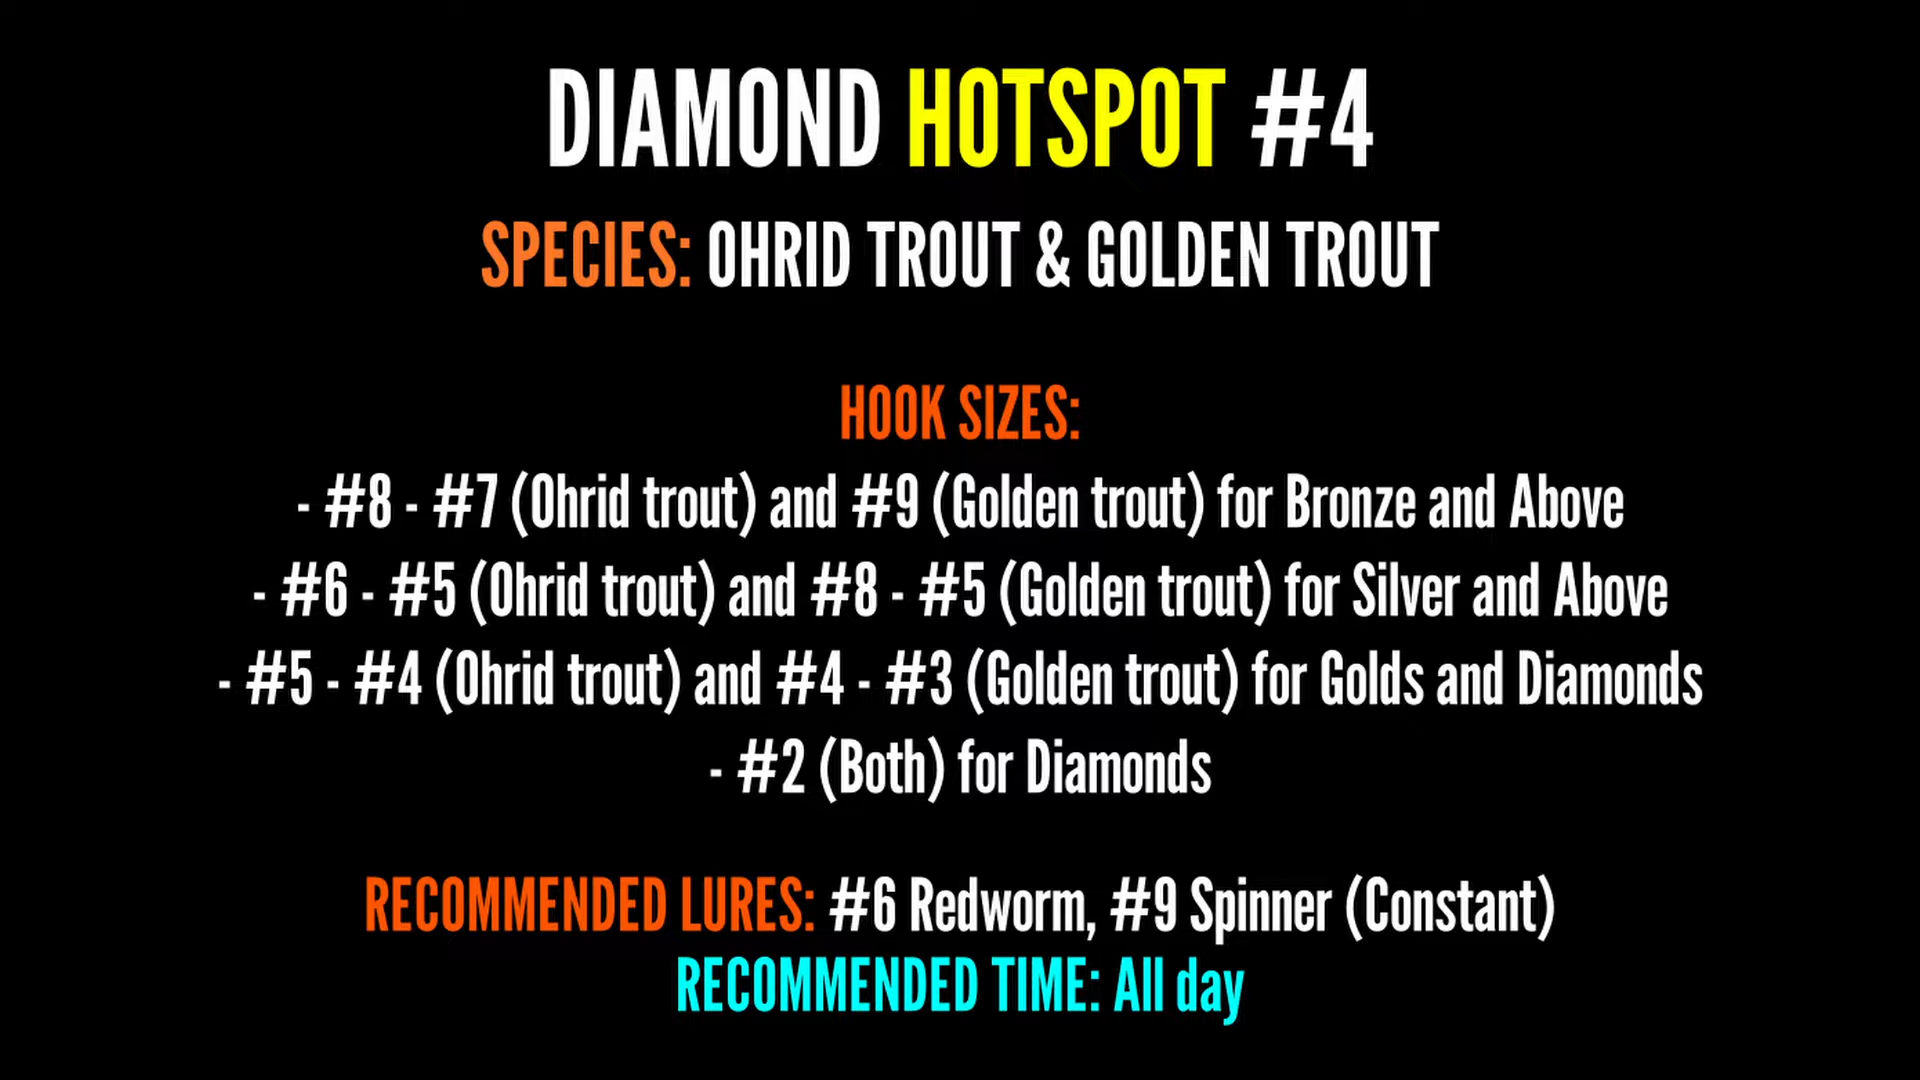 DIAMOND HOTSPOT #4
SPECIES: OHRID TROUT & GOLDEN TROUT
HOOK SIZES:
- #8 - #7 (Ohrid trout) and #9 (Golden trout) for Bronze and Above
- #6 - #5 (Ohrid trout) and #8 - #5 (Golden trout) for Silver and Above
- #5 - #4 (Ohrid trout) and #4 - #3 (Golden trout) for Golds and Diamonds
- #2 (Both) for Diamonds
RECOMMENDED LURES: #6 Redworm, #9 Spinner (Constant)
RECOMMENDED TIME: All day